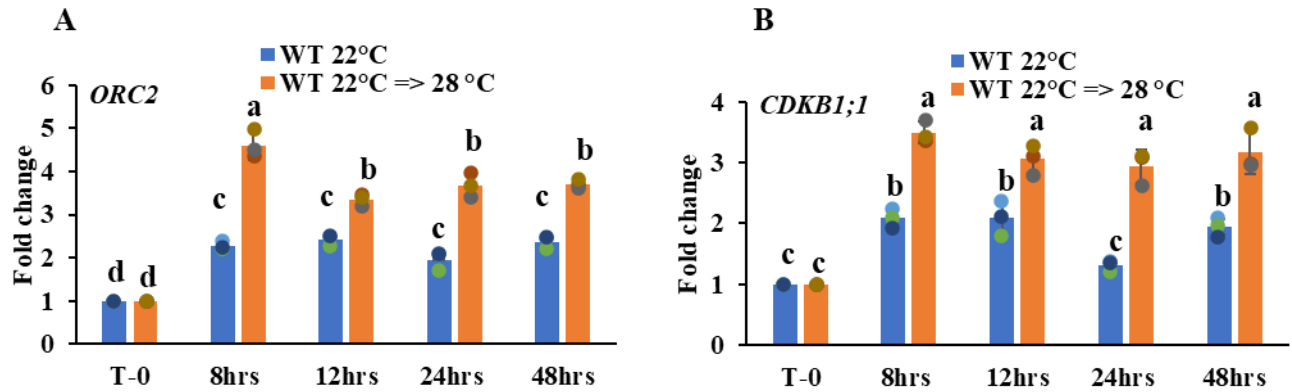 A
WT 22°C
WT 22°C => 28 °C
ORC2
Fold change
6
5
4
3
2
1
0
d
d
c
a
c
b
c
b
c
b
T-0
8hrs
12hrs
24hrs
48hrs
B
WT 22°C
WT 22°C => 28 °C
CDKB1;1
Fold change
4
3
2
1
0
c
c
b
a
b
a
c
a
b
a
T-0
8hrs
12hrs
24hrs
48hrs